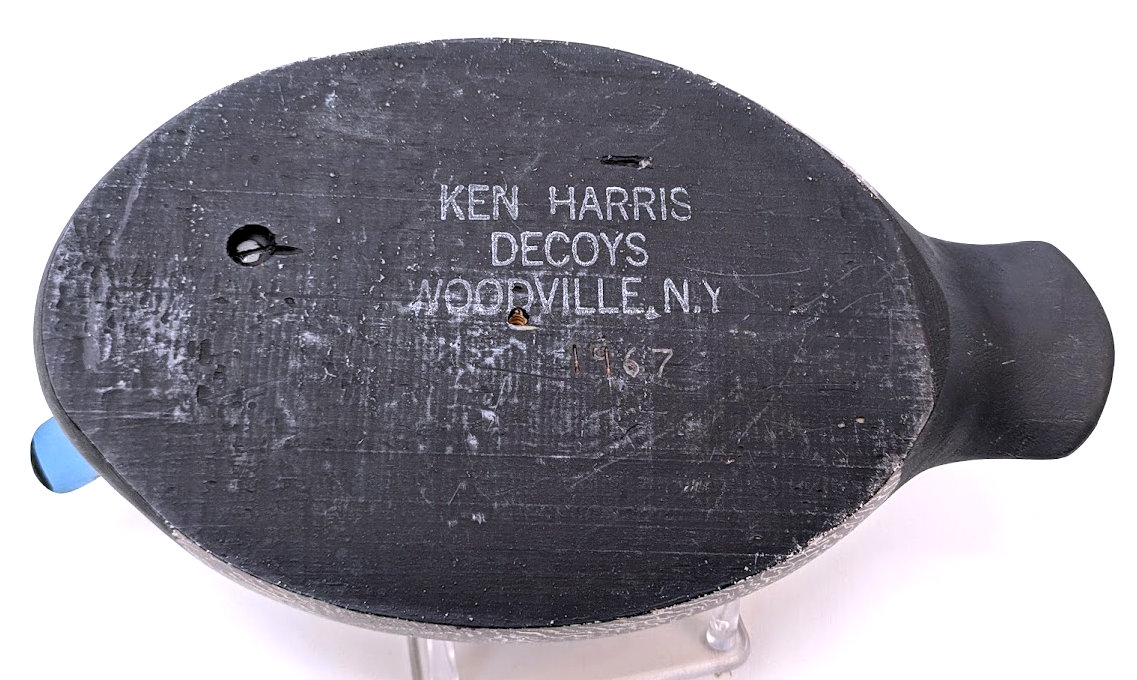 KEN HARRIS
DECOYS
WOODVILLE, N.Y
1967